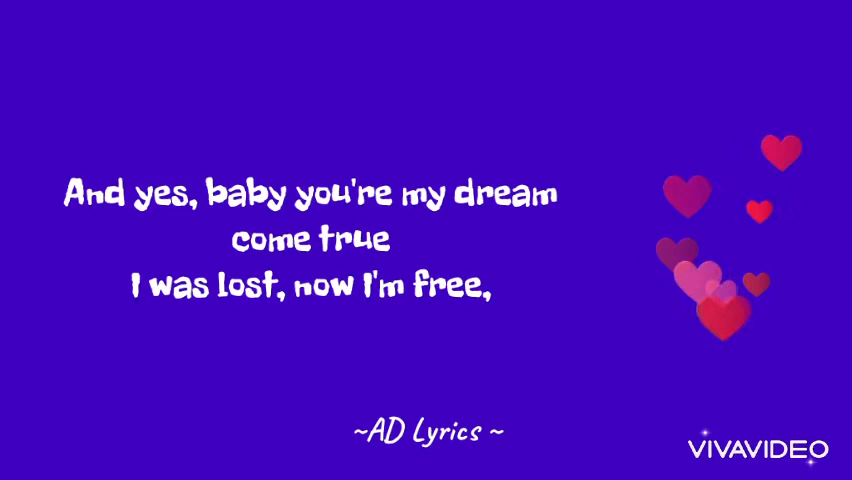 And yes, baby you're my dream
come true
I was lost, now I'm free,
~AD Lyrics ~
VIVAVIDEO